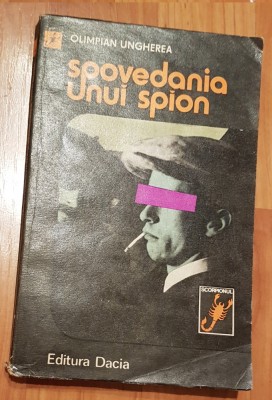 OLIMPIAN UNGHEREA
spovedania
unui spion
SCORPIONUL
Editura Dacia